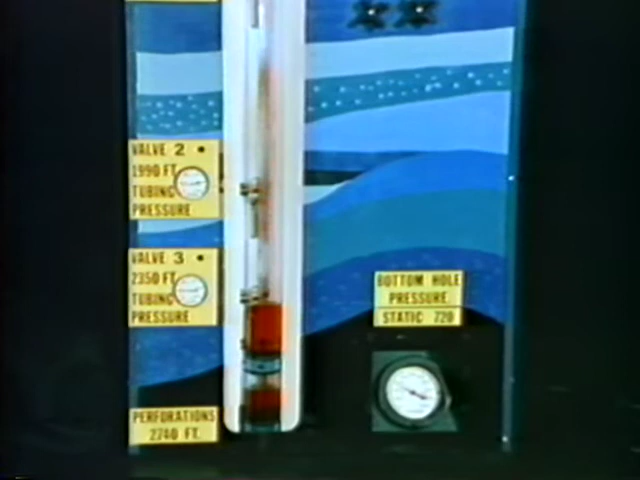 VALVE 2
1990 FT.
TUBING
PRESSURE
VALVE 3
2350 FT.
TUBING
PRESSURE
BOTTOM HOLE
PRESSURE
STATIC 720
PERFORATIONS
2740 FT.